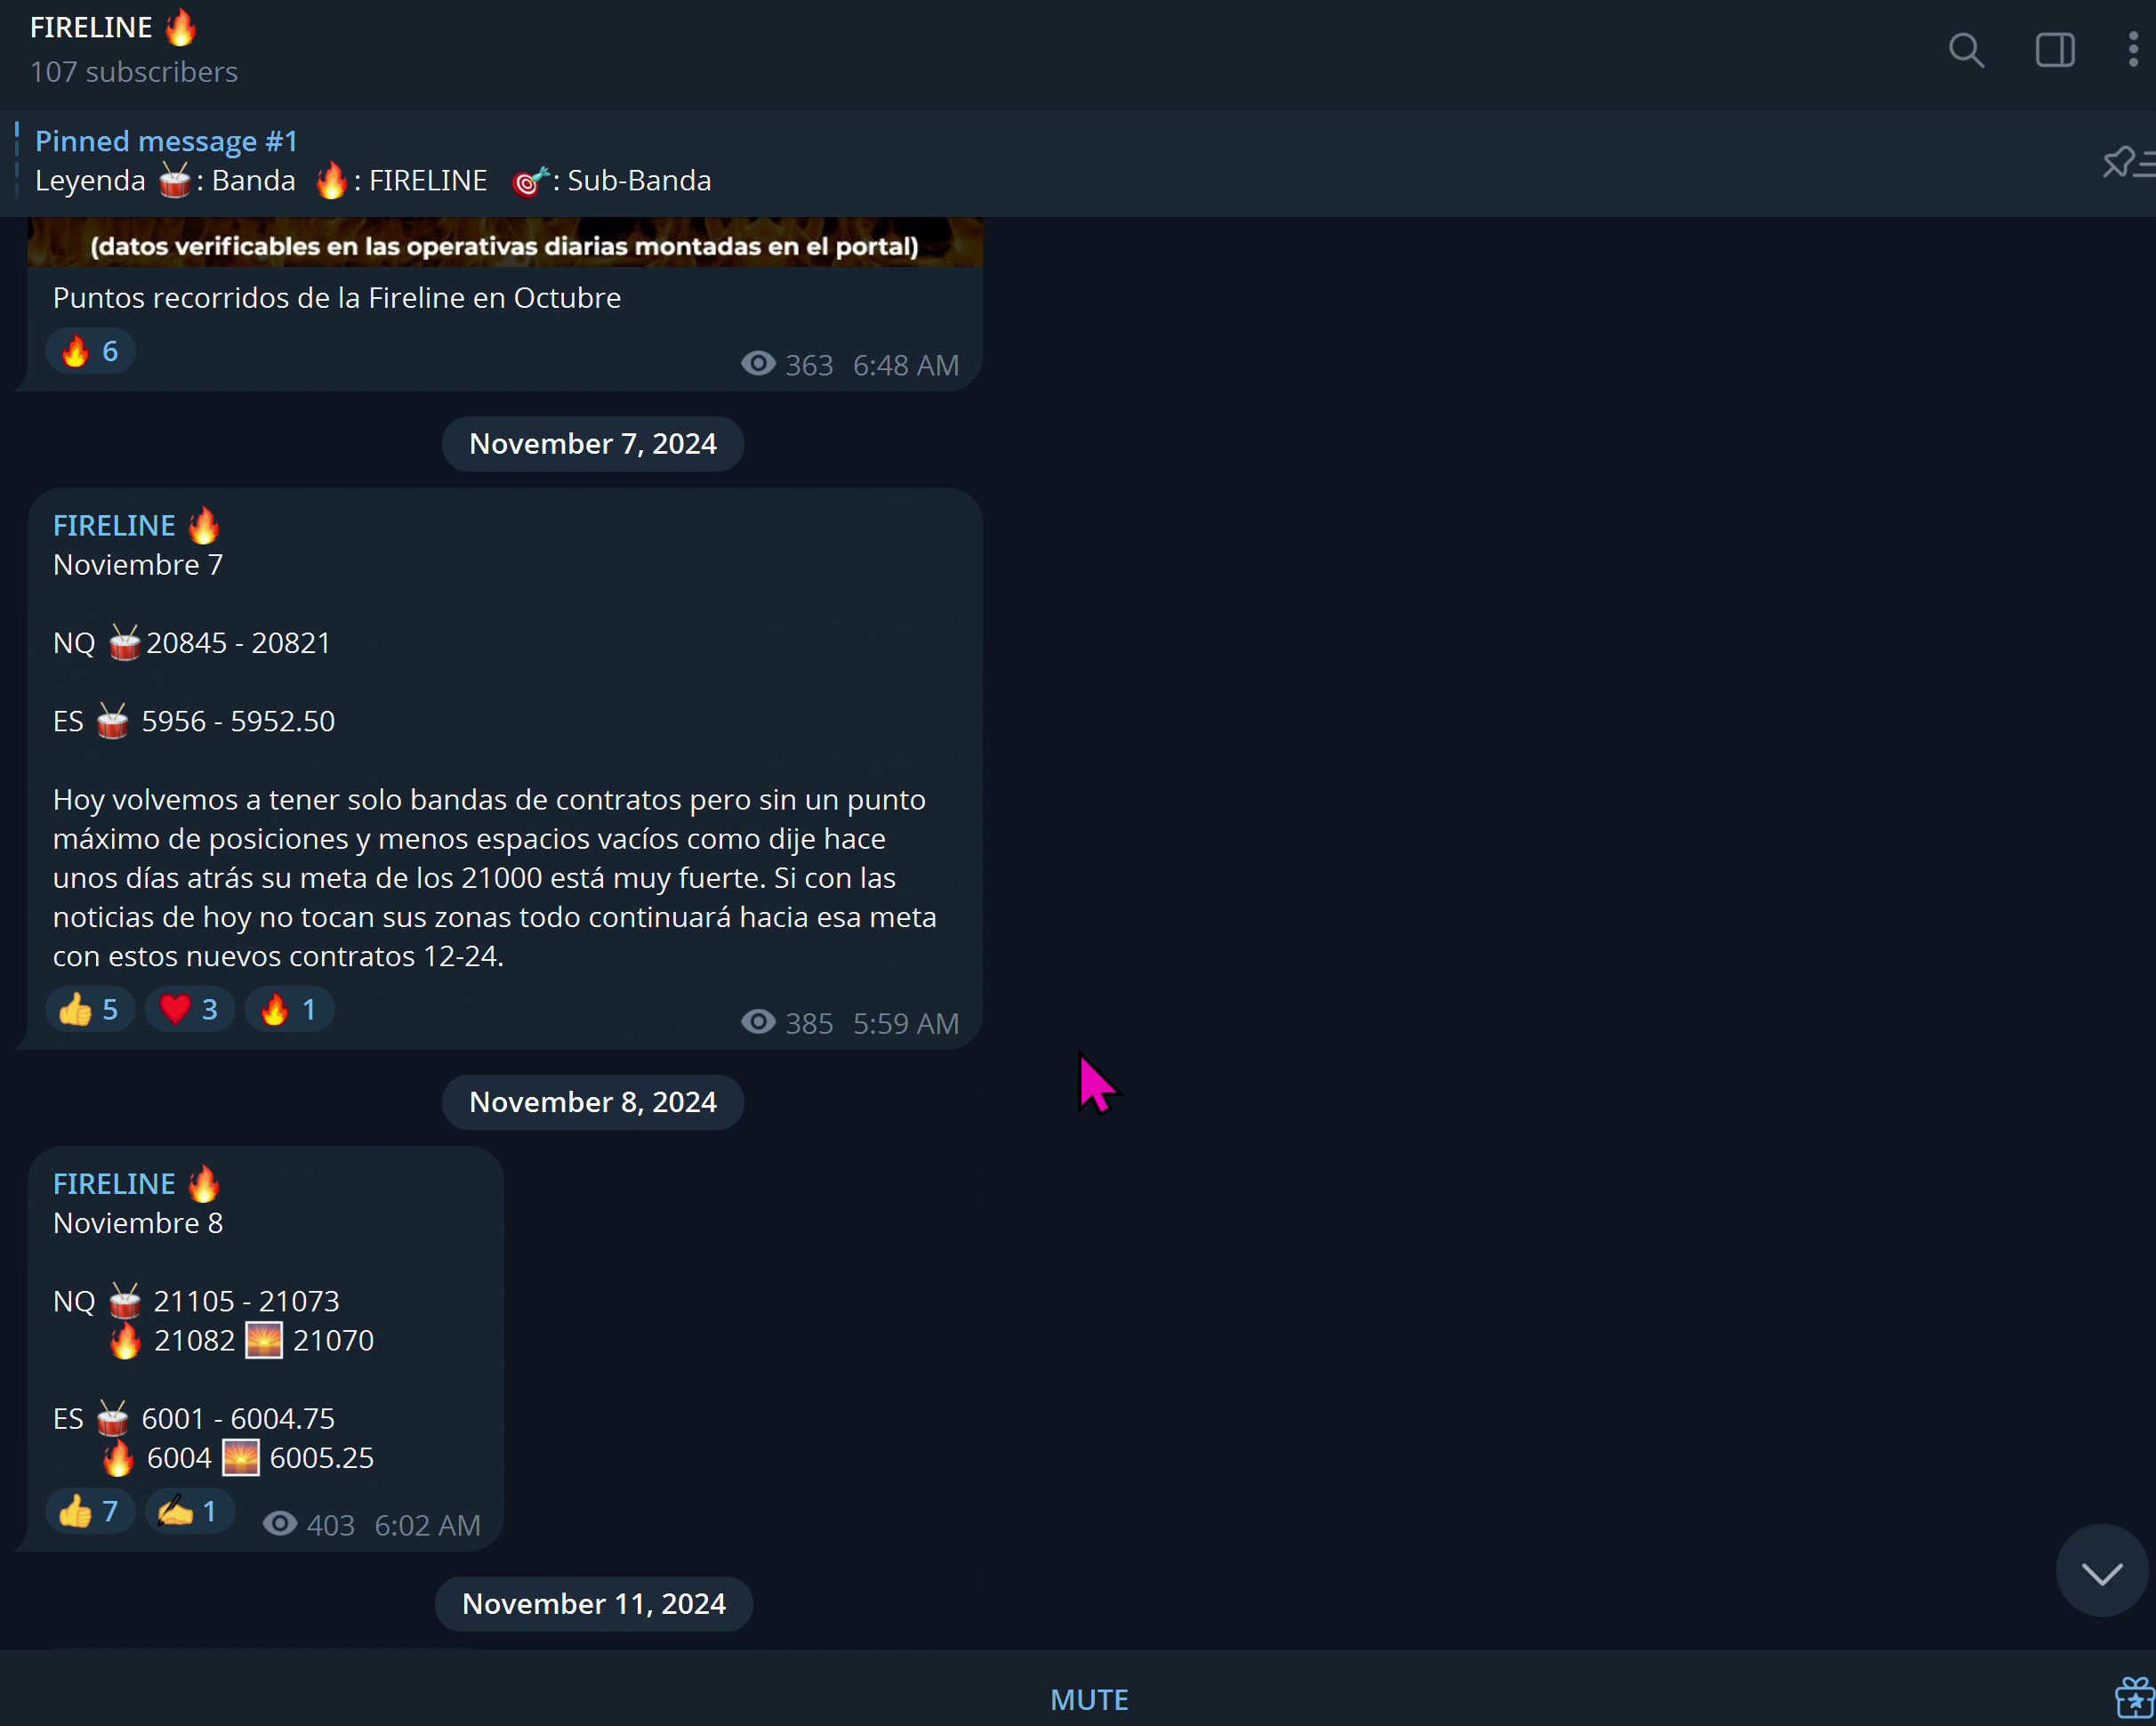 FIRELINE 🔥
107 subscribers
Pinned message #1
Leyenda 🥁: Banda 🔥: FIRELINE 🎯: Sub-Banda
(datos verificables en las operativas diarias montadas en el portal)
Puntos recorridos de la Fireline en Octubre
🔥 6
363 6:48 AM
November 7, 2024
FIRELINE 🔥
Noviembre 7
NQ 🥁20845 - 20821
ES 🥁 5956 - 5952.50
Hoy volvemos a tener solo bandas de contratos pero sin un punto
máximo de posiciones y menos espacios vacíos como dije hace
unos días atrás su meta de los 21000 está muy fuerte. Si con las
noticias de hoy no tocan sus zonas todo continuará hacia esa meta
con estos nuevos contratos 12-24.
👍 5 ❤️ 3 🔥 1
385 5:59 AM
November 8, 2024
FIRELINE 🔥
Noviembre 8
NQ 🥁 21105 - 21073
🔥 21082 🌅 21070
ES 🥁 6001 - 6004.75
🔥 6004 🌅 6005.25
👍 7 ✍️ 1 403 6:02 AM
November 11, 2024
MUTE